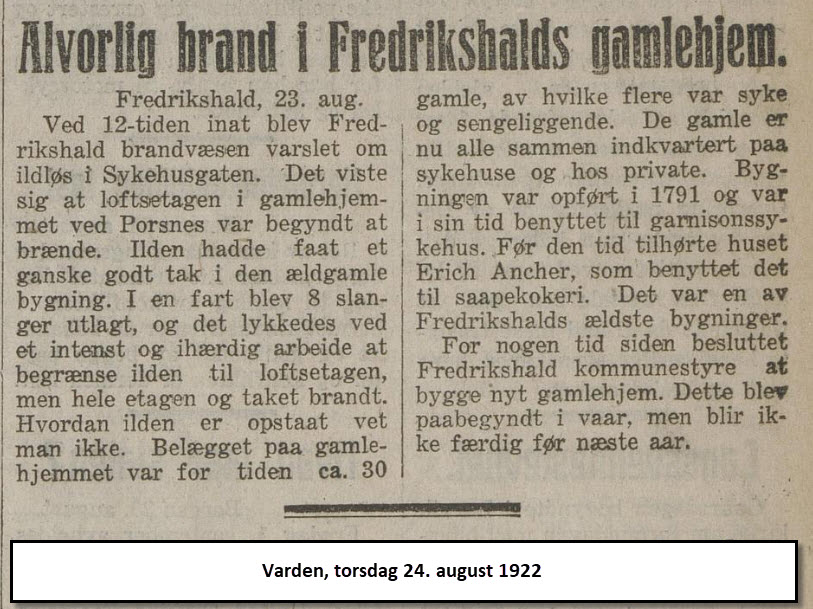 Alvorlig brand i Fredrikshalds gamlehjem.
Fredrikshald, 23. aug.
Ved 12-tiden inat blev Fred-
rikshald brandvæsen varslet om
ildløs i Sykehusgaten. Det viste
sig at loftsetagen i gamlehjem-
met ved Porsnes var begyndt at
brænde. Ilden hadde faat et
ganske godt tak i den ældgamle
bygning. I en fart blev 8 slan-
ger utlagt, og det lykkedes ved
et intenst og ihærdig arbeide at
begrænse ilden til loftsetagen,
men hele etagen og taket brandt.
Hvordan ilden er opstaat vet
man ikke. Belægget paa gamle-
hjemmet var for tiden ca. 30
gamle, av hvilke flere var syke
og sengeliggende. De gamle er
nu alle sammen indkvartert paa
sykehuse og hos private. Byg-
ningen var opført i 1791 og var
i sin tid benyttet til garnisonssy-
kehus. Før den tid tilhørte huset
Erich Ancher, som benyttet det
til saapekokeri. Det var en av
Fredrikshalds ældste bygninger.
For nogen tid siden besluttet
Fredrikshald kommunestyre at
bygge nyt gamlehjem. Dette blev
paabegyndt i vaar, men blir ik-
ke færdig før næste aar.
Varden, torsdag 24. august 1922